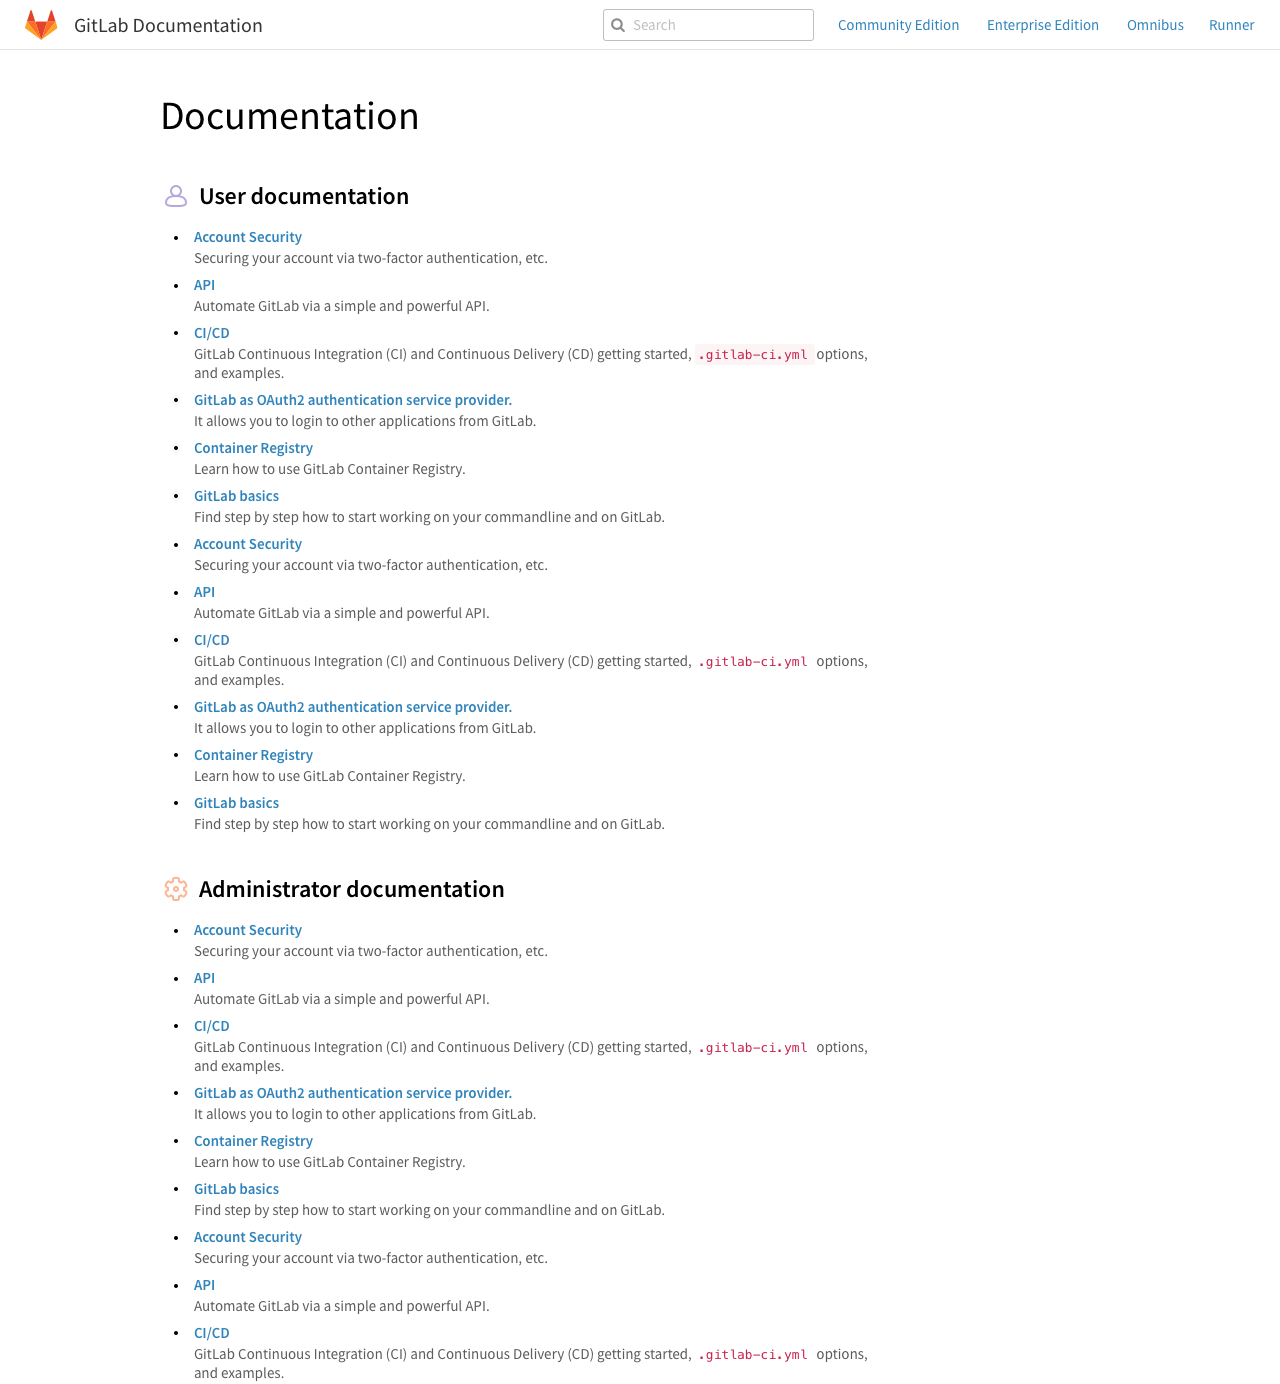 GitLab Documentation
Search
Community Edition
Enterprise Edition
Omnibus
Runner
Documentation
User documentation
• Account Security
Securing your account via two-factor authentication, etc.
• API
Automate GitLab via a simple and powerful API.
• CI/CD
GitLab Continuous Integration (CI) and Continuous Delivery (CD) getting started, .gitlab-ci.yml options,
and examples.
• GitLab as OAuth2 authentication service provider.
It allows you to login to other applications from GitLab.
• Container Registry
Learn how to use GitLab Container Registry.
• GitLab basics
Find step by step how to start working on your commandline and on GitLab.
• Account Security
Securing your account via two-factor authentication, etc.
• API
Automate GitLab via a simple and powerful API.
• CI/CD
GitLab Continuous Integration (CI) and Continuous Delivery (CD) getting started, .gitlab-ci.yml options,
and examples.
• GitLab as OAuth2 authentication service provider.
It allows you to login to other applications from GitLab.
• Container Registry
Learn how to use GitLab Container Registry.
• GitLab basics
Find step by step how to start working on your commandline and on GitLab.
Administrator documentation
• Account Security
Securing your account via two-factor authentication, etc.
• API
Automate GitLab via a simple and powerful API.
• CI/CD
GitLab Continuous Integration (CI) and Continuous Delivery (CD) getting started, .gitlab-ci.yml options,
and examples.
• GitLab as OAuth2 authentication service provider.
It allows you to login to other applications from GitLab.
• Container Registry
Learn how to use GitLab Container Registry.
• GitLab basics
Find step by step how to start working on your commandline and on GitLab.
• Account Security
Securing your account via two-factor authentication, etc.
• API
Automate GitLab via a simple and powerful API.
• CI/CD
GitLab Continuous Integration (CI) and Continuous Delivery (CD) getting started, .gitlab-ci.yml options,
and examples.